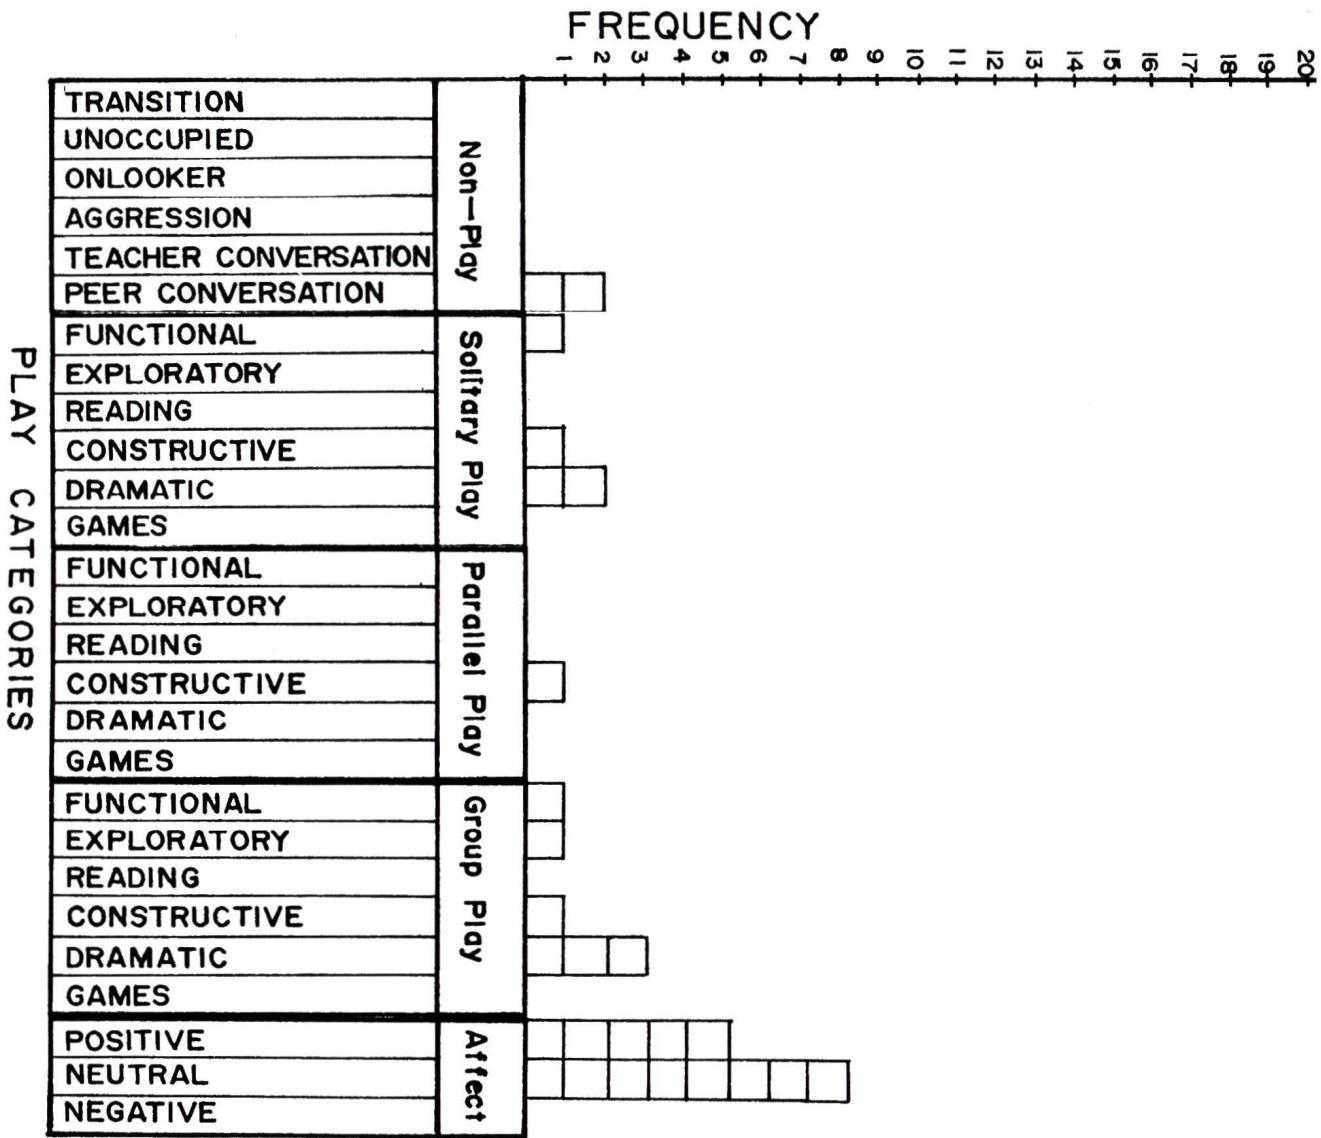 FREQUENCY
1 2 3 4 5 6 7 8 9 10 11 12 13 14 15 16 17 18 19 20
PLAY CATEGORIES
Non-Play
TRANSITION
UNOCCUPIED
ONLOOKER
AGGRESSION
TEACHER CONVERSATION
PEER CONVERSATION
Solitary Play
FUNCTIONAL
EXPLORATORY
READING
CONSTRUCTIVE
DRAMATIC
GAMES
Parallel Play
FUNCTIONAL
EXPLORATORY
READING
CONSTRUCTIVE
DRAMATIC
GAMES
Group Play
FUNCTIONAL
EXPLORATORY
READING
CONSTRUCTIVE
DRAMATIC
GAMES
Affect
POSITIVE
NEUTRAL
NEGATIVE